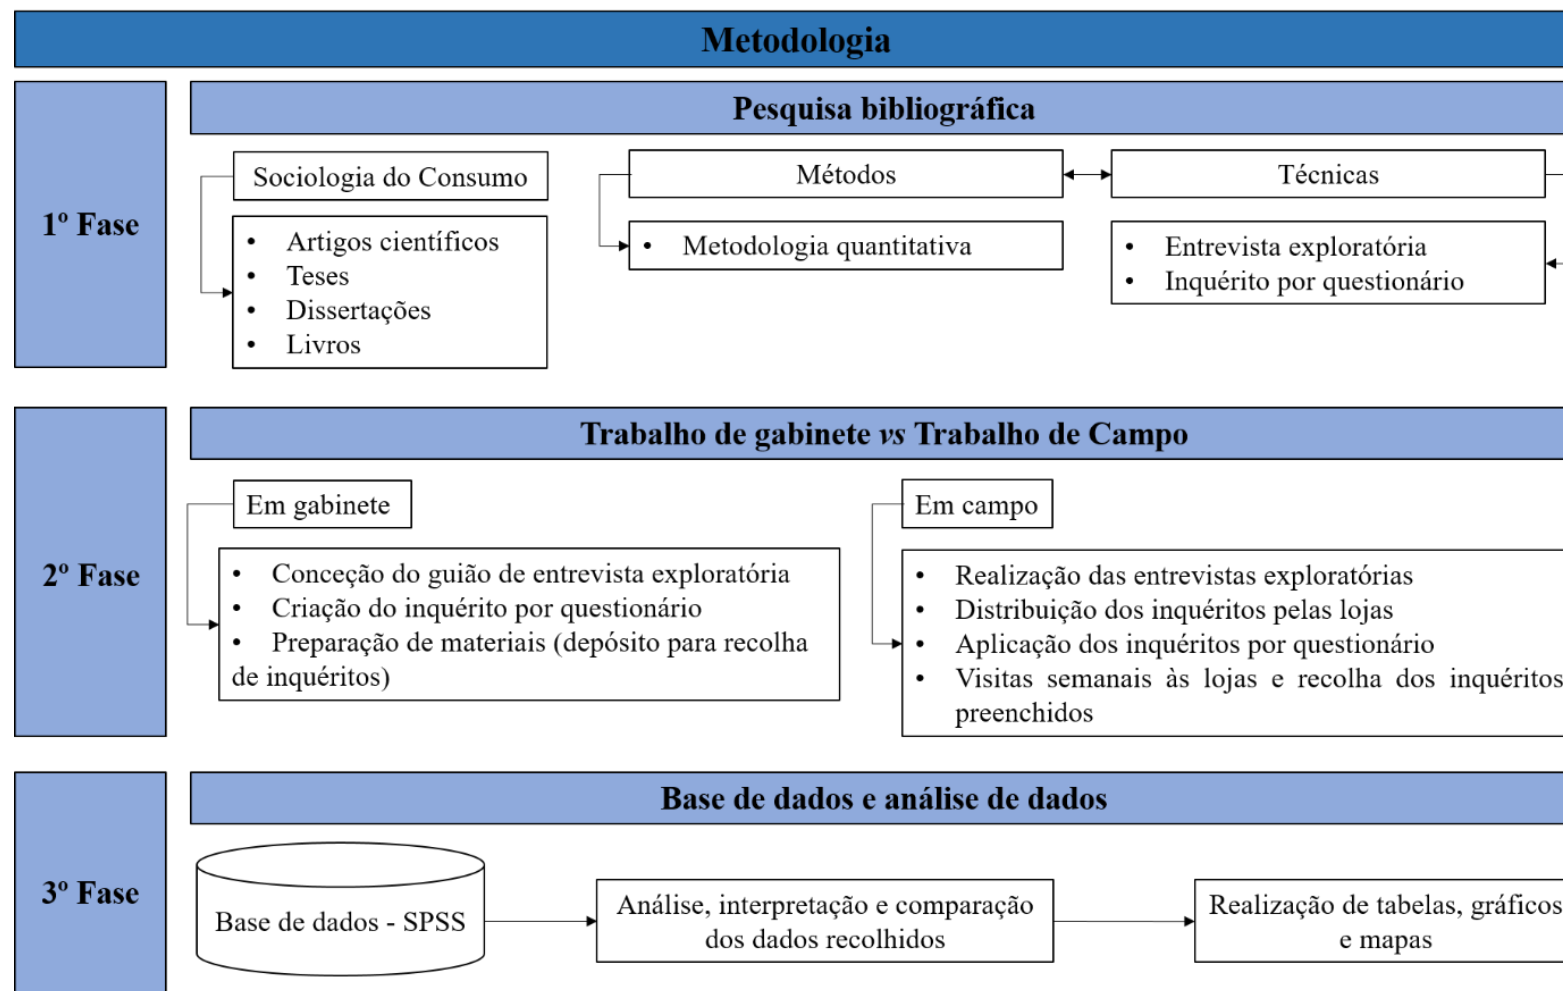 Metodologia
1º Fase
Pesquisa bibliográfica
Sociologia do Consumo
• Artigos científicos
• Teses
• Dissertações
• Livros
Métodos
• Metodologia quantitativa
Técnicas
• Entrevista exploratória
• Inquérito por questionário
2º Fase
Trabalho de gabinete vs Trabalho de Campo
Em gabinete
• Conceção do guião de entrevista exploratória
• Criação do inquérito por questionário
• Preparação de materiais (depósito para recolha
de inquéritos)
Em campo
• Realização das entrevistas exploratórias
• Distribuição dos inquéritos pelas lojas
• Aplicação dos inquéritos por questionário
• Visitas semanais às lojas e recolha dos inquéritos
preenchidos
3º Fase
Base de dados e análise de dados
Base de dados - SPSS
Análise, interpretação e comparação
dos dados recolhidos
Realização de tabelas, gráficos
e mapas